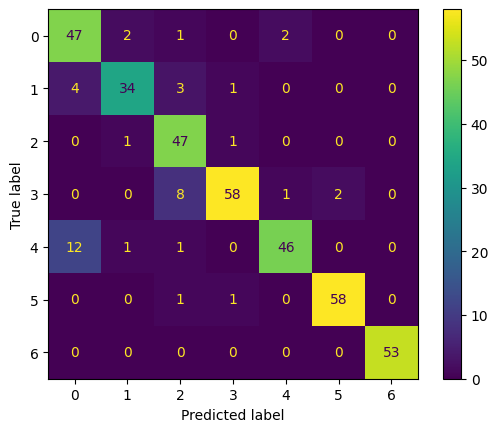 0 47 2 1 0 2 0 0
1 4 34 3 1 0 0 0
2 0 1 47 1 0 0 0
3 0 0 8 58 1 2 0
4 12 1 1 0 46 0 0
5 0 0 1 1 0 58 0
6 0 0 0 0 0 0 53
0 1 2 3 4 5 6
Predicted label
True label
50
40
30
20
10
0